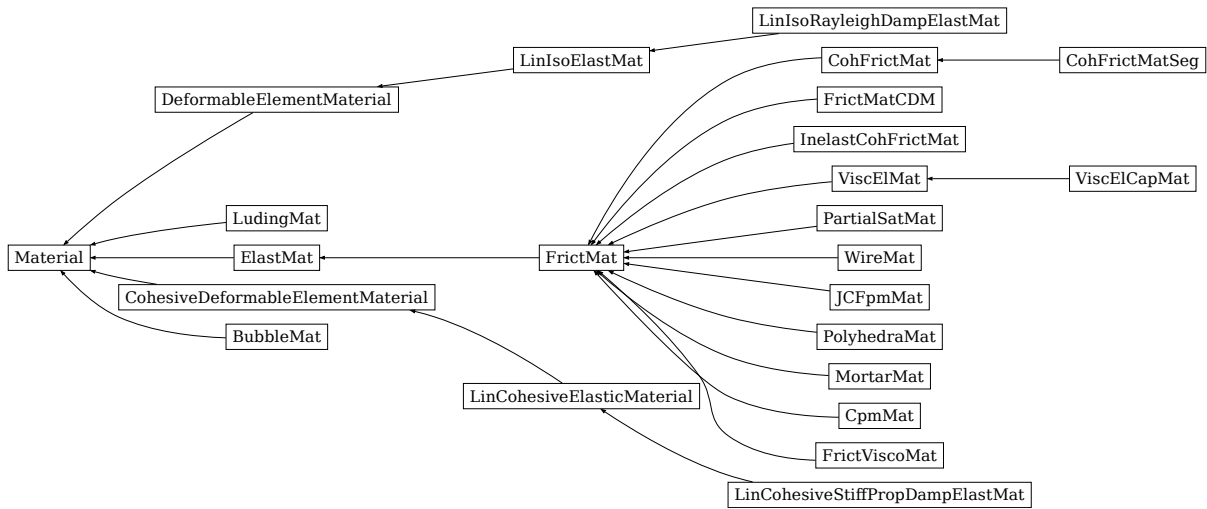 LinIsoRayleighDampElastMat
LinIsoElastMat
CohFrictMat
CohFrictMatSeg
DeformableElementMaterial
FrictMatCDM
InelastCohFrictMat
ViscElMat
ViscElCapMat
LudingMat
PartialSatMat
Material
ElastMat
FrictMat
WireMat
CohesiveDeformableElementMaterial
JCFpmMat
BubbleMat
PolyhedraMat
MortarMat
LinCohesiveElasticMaterial
CpmMat
FrictViscoMat
LinCohesiveStiffPropDampElastMat